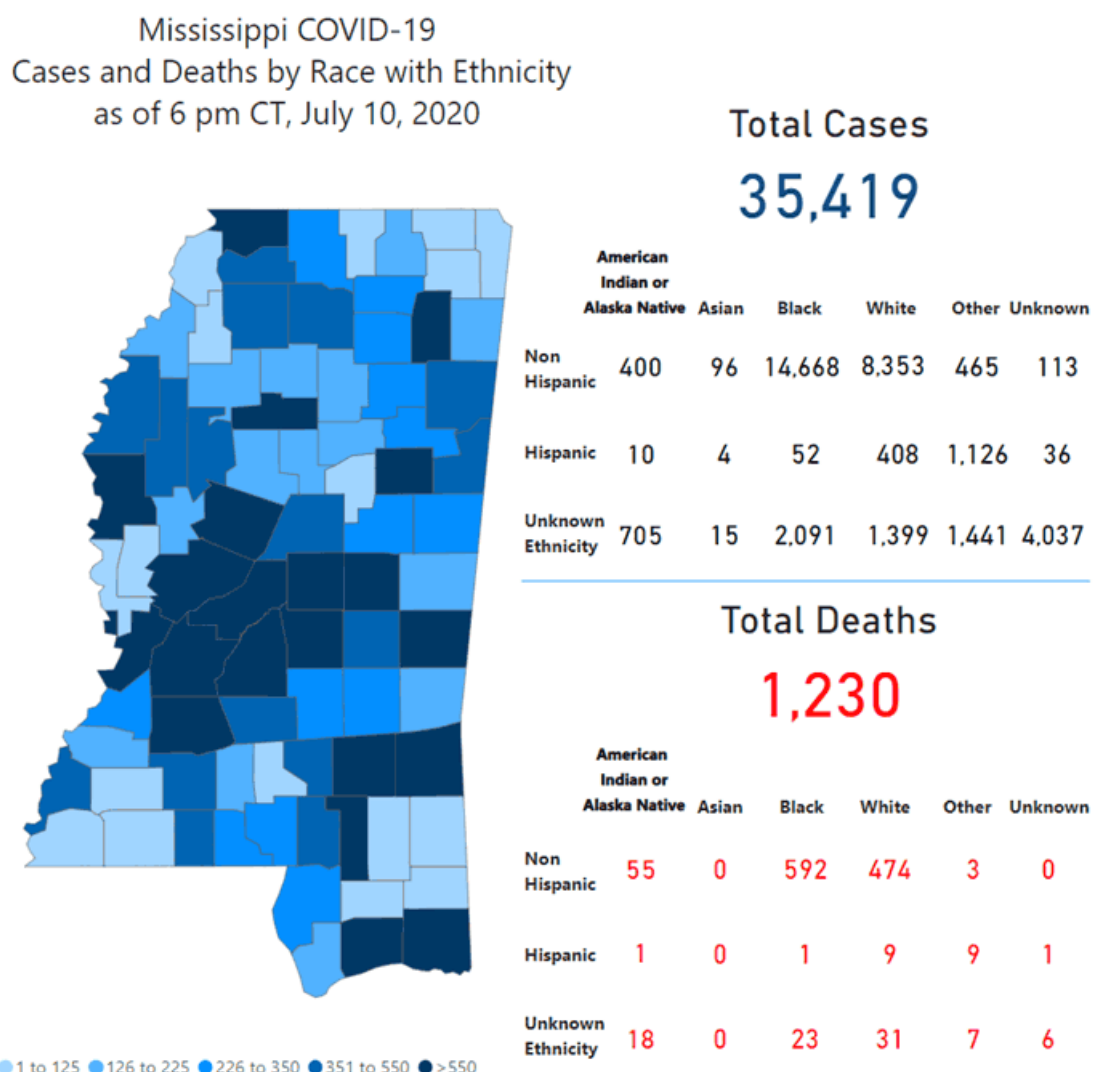 Mississippi COVID-19
Cases and Deaths by Race with Ethnicity
as of 6 pm CT, July 10, 2020
Total Cases
35,419
American
Indian or
Alaska Native Asian Black White Other Unknown
Non
Hispanic 400 96 14,668 8,353 465 113
Hispanic 10 4 52 408 1,126 36
Unknown
Ethnicity 705 15 2,091 1,399 1,441 4,037
Total Deaths
1,230
American
Indian or
Alaska Native Asian Black White Other Unknown
Non
Hispanic 55 0 592 474 3 0
Hispanic 1 0 1 9 9 1
Unknown
Ethnicity 18 0 23 31 7 6
1 to 125 126 to 225 226 to 350 351 to 550 >550